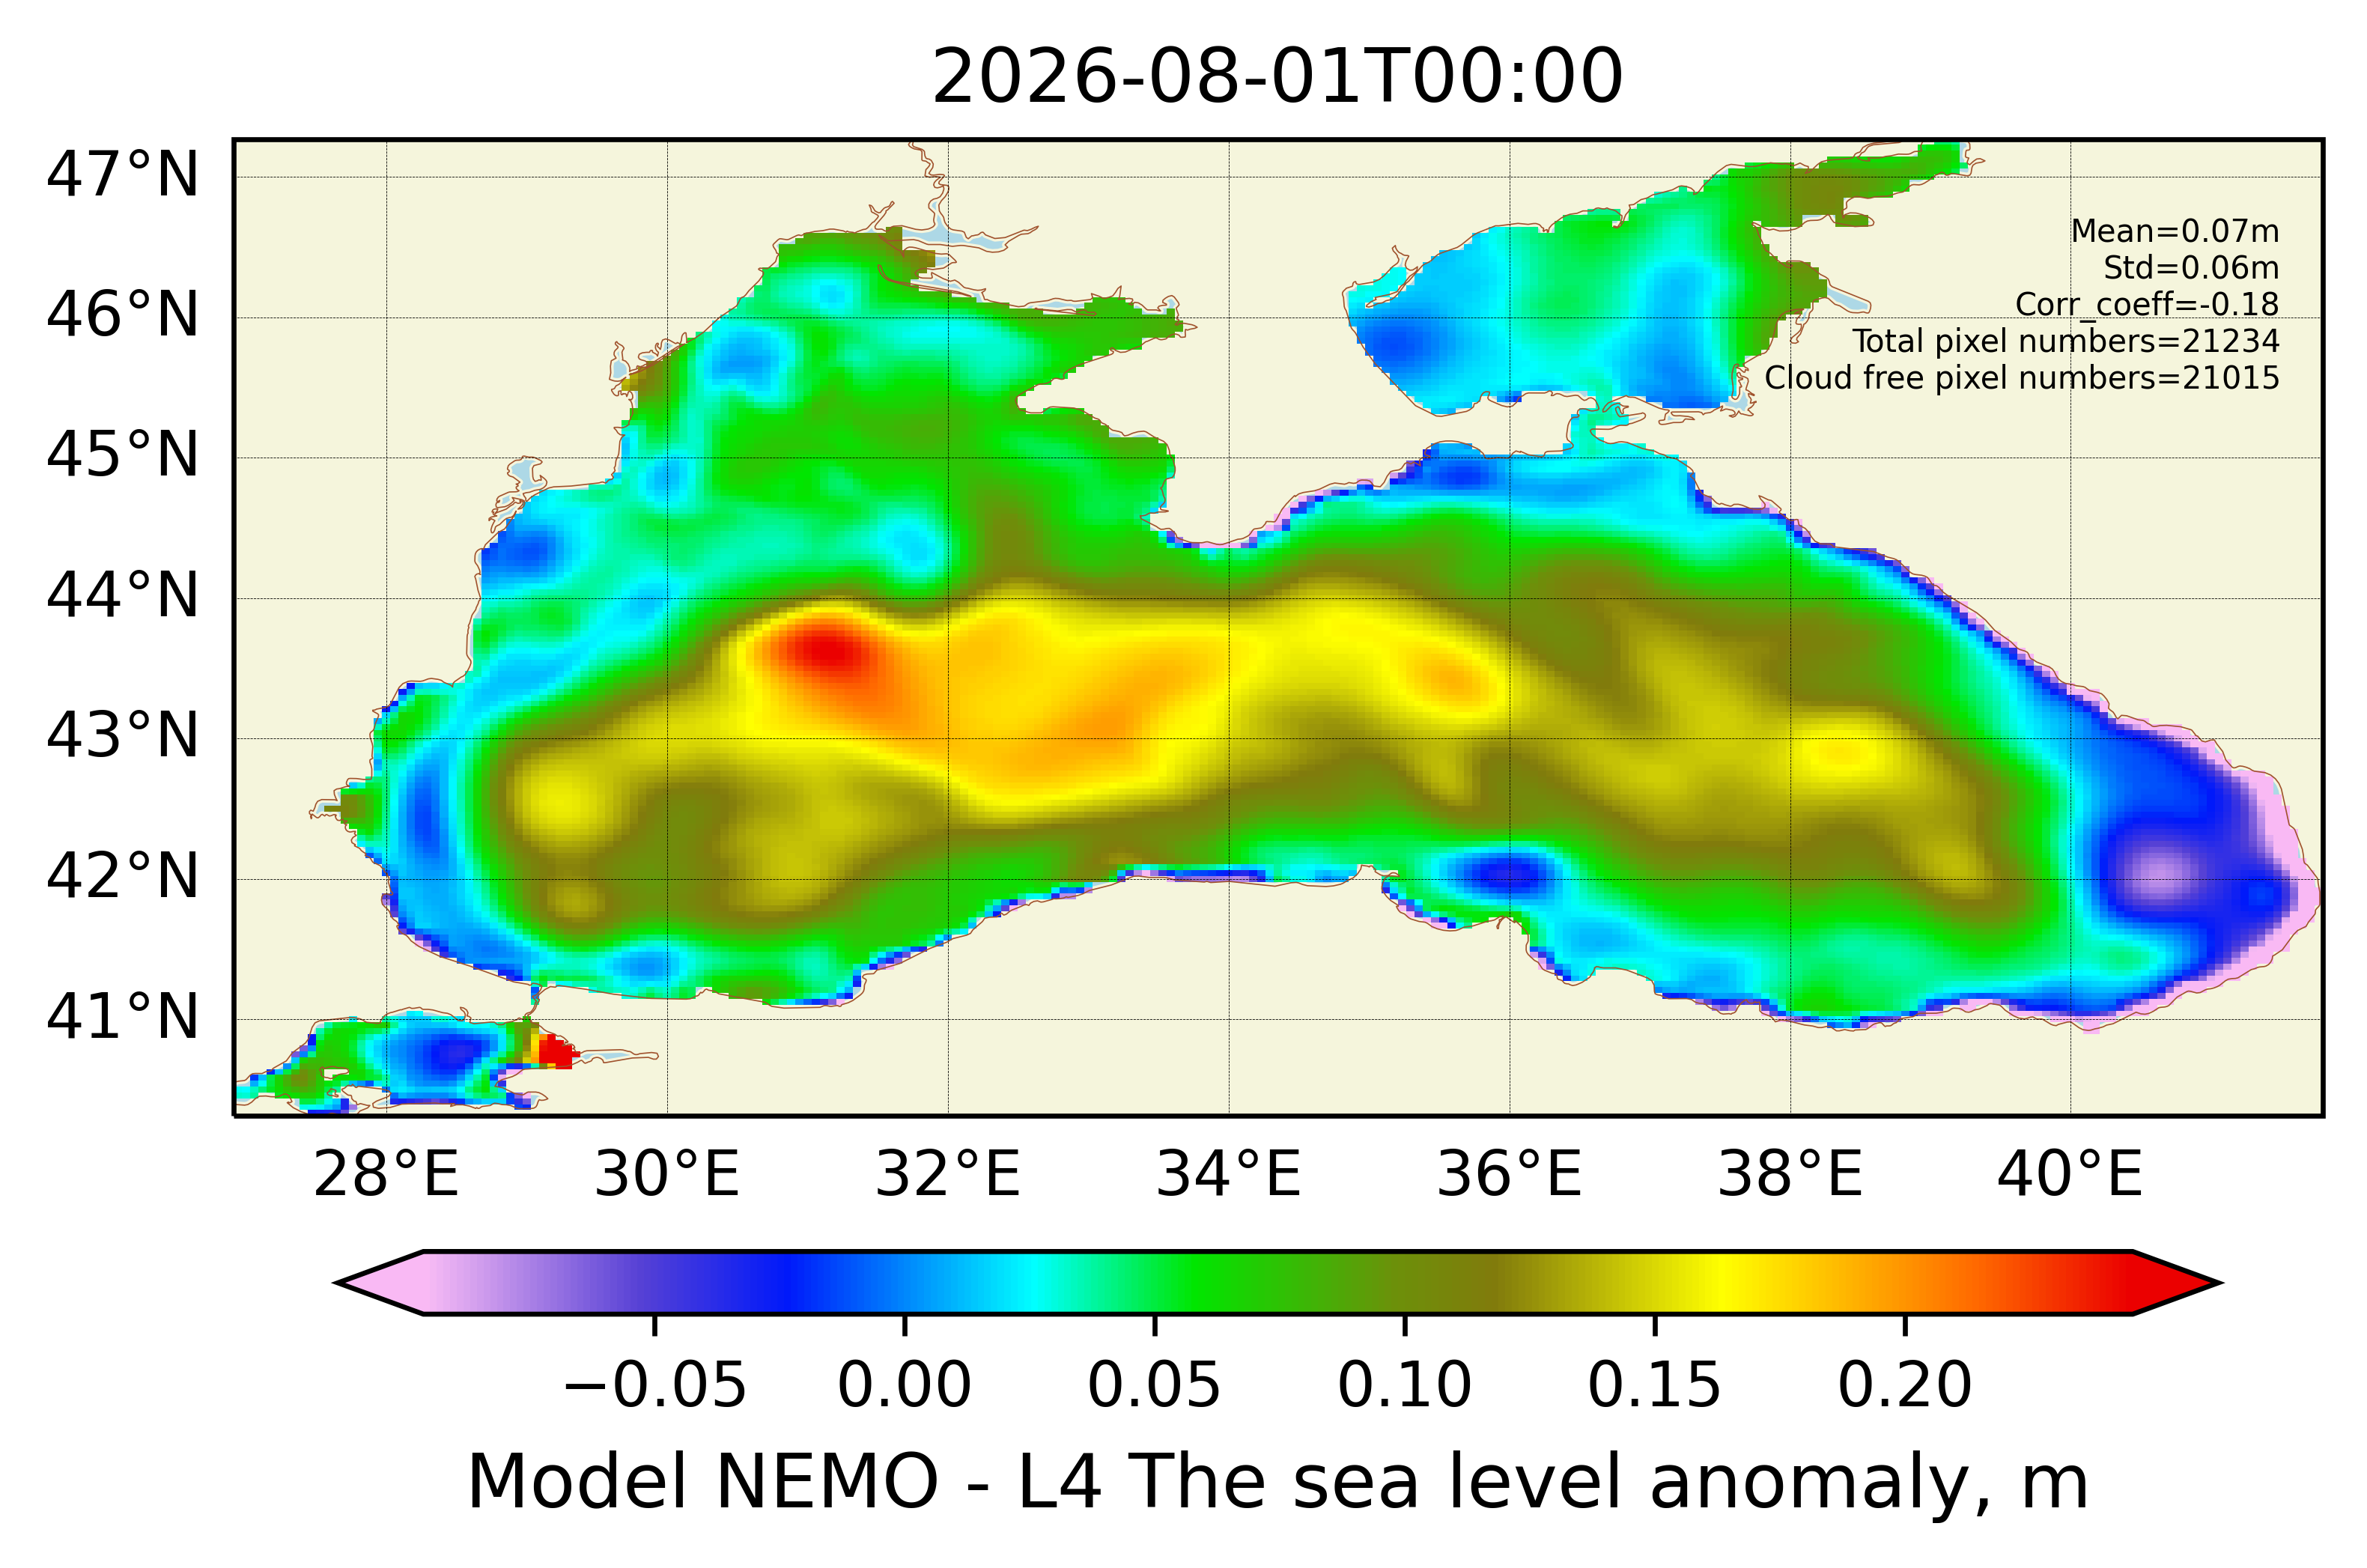 2026-08-01T00:00
47°N
46°N
45°N
44°N
43°N
42°N
41°N
Mean=0.07m
Std=0.06m
Corr_coeff=-0.18
Total pixel numbers=21234
Cloud free pixel numbers=21015
28°E 30°E 32°E 34°E 36°E 38°E 40°E
−0.05 0.00 0.05 0.10 0.15 0.20
Model NEMO - L4 The sea level anomaly, m